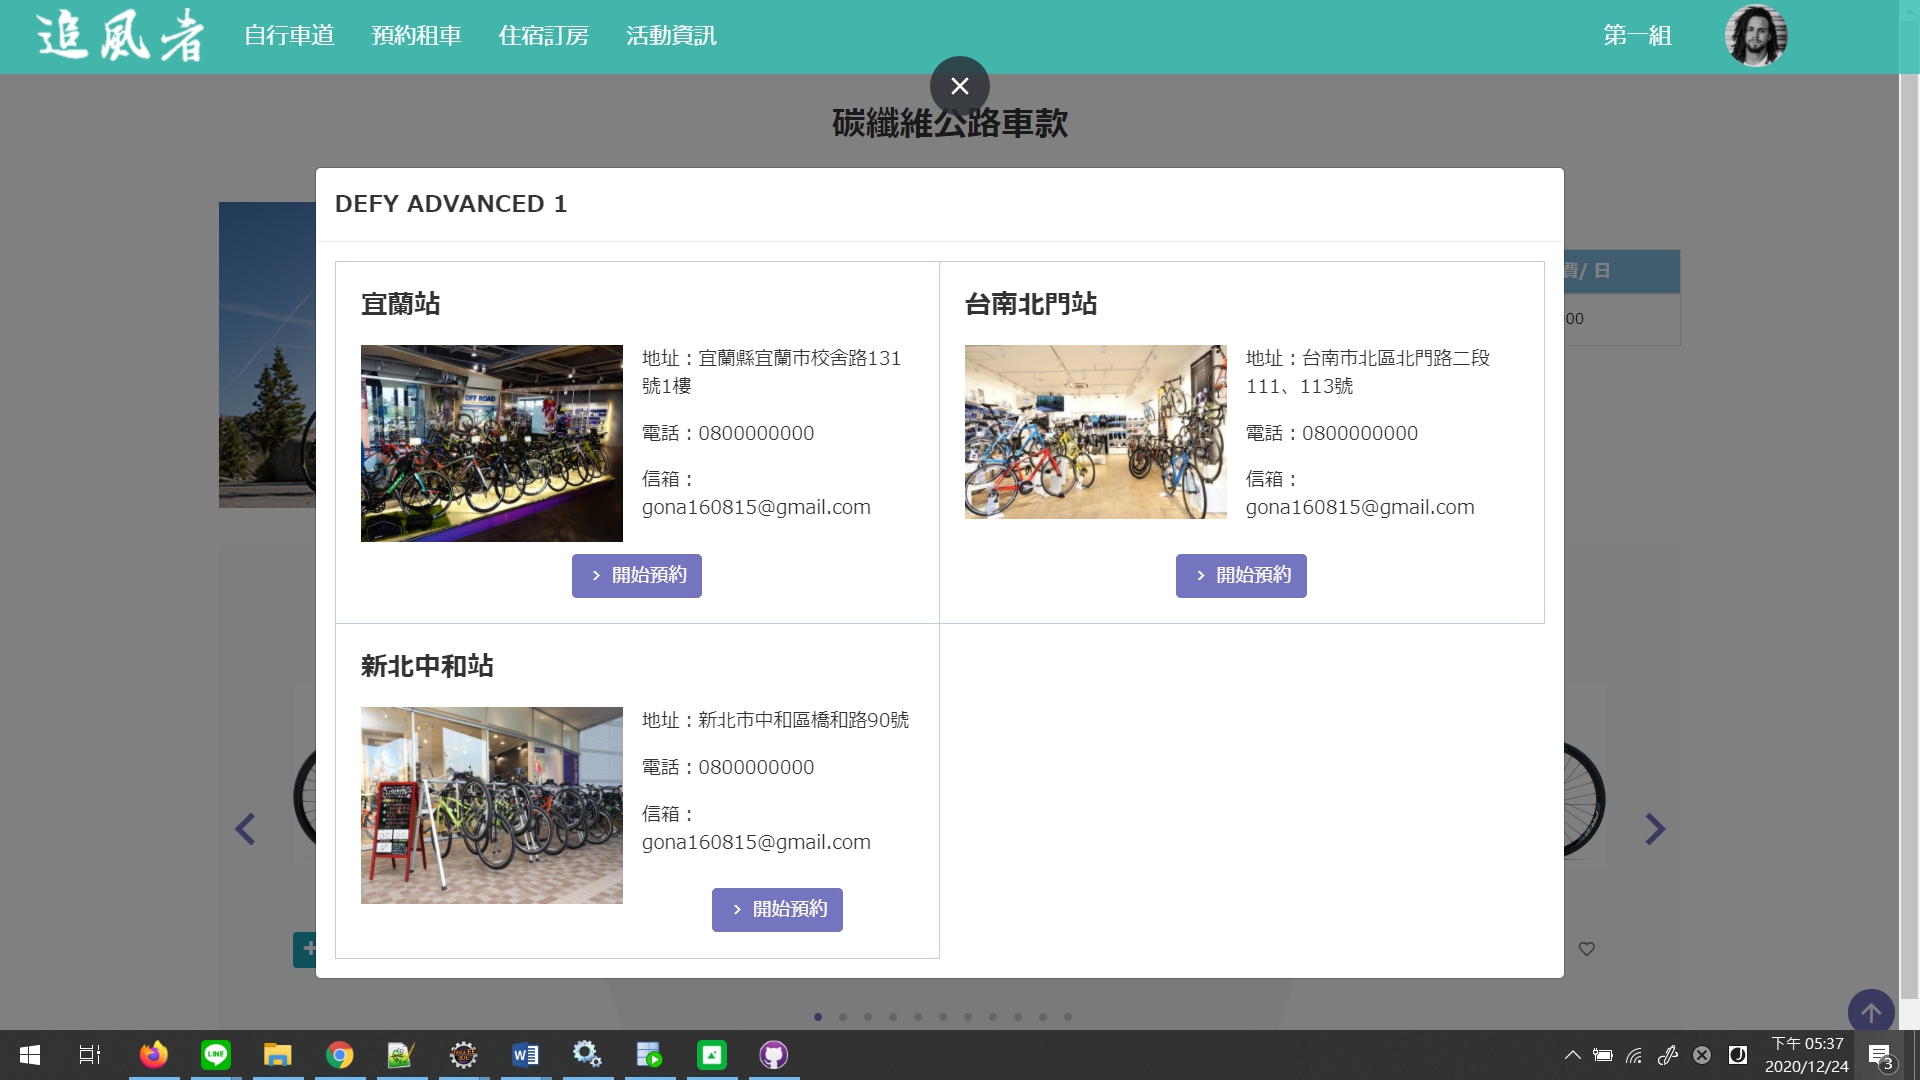 追風者 自行車道 預約租車 住宿訂房 活動資訊 第一組
碳纖維公路車款
DEFY ADVANCED 1
費/ 日
00
宜蘭站
OFF ROAD
地址：宜蘭縣宜蘭市校舍路131
號1樓
電話：0800000000
信箱：
gona160815@gmail.com
開始預約
台南北門站
地址：台南市北區北門路二段
111、113號
電話：0800000000
信箱：
gona160815@gmail.com
開始預約
新北中和站
地址：新北市中和區橋和路90號
電話：0800000000
信箱：
gona160815@gmail.com
開始預約
下午 05:37
2020/12/24
3